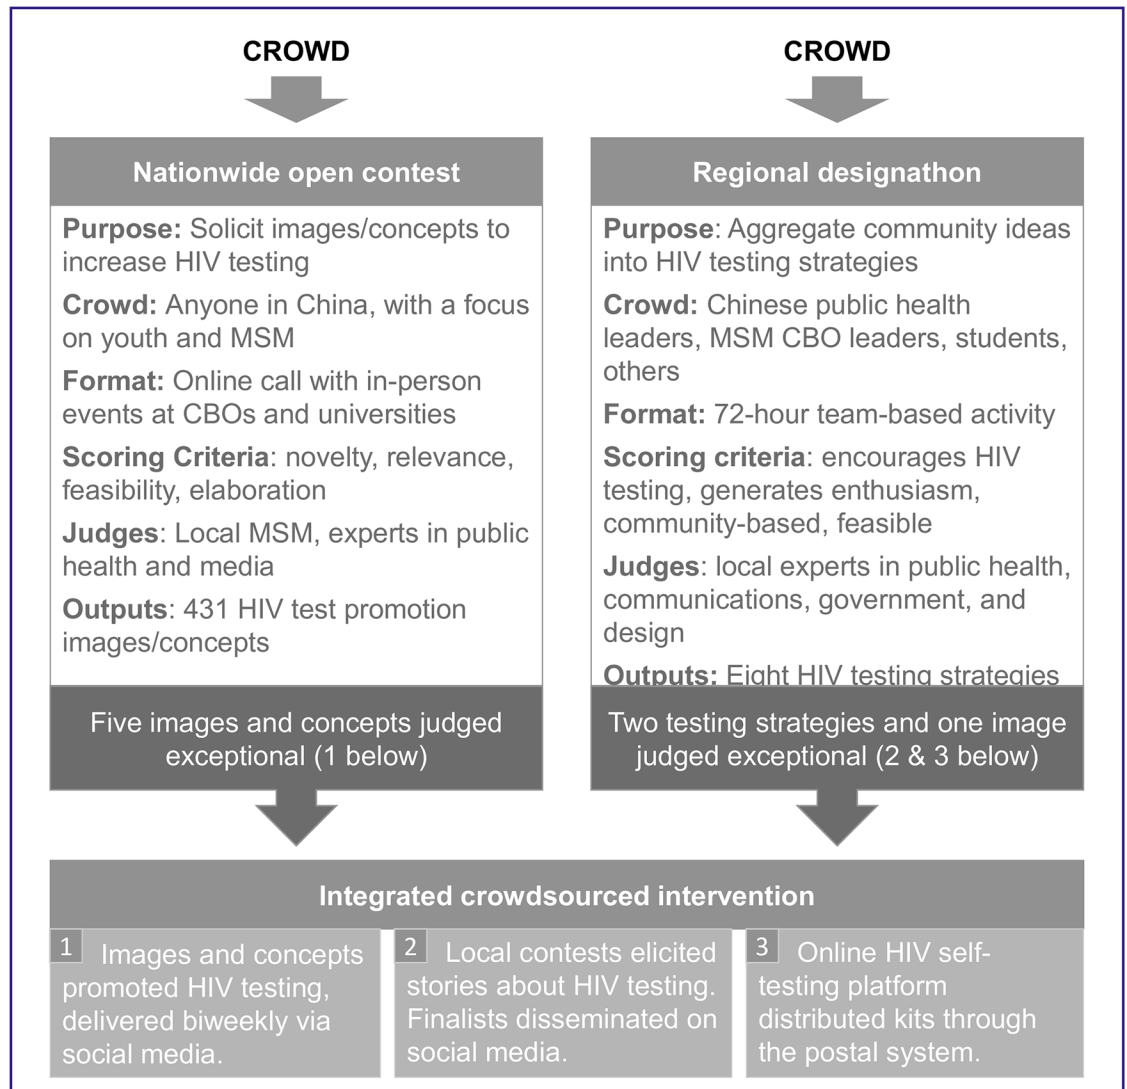 CROWD
Nationwide open contest
Purpose: Solicit images/concepts to
increase HIV testing
Crowd: Anyone in China, with a focus
on youth and MSM
Format: Online call with in-person
events at CBOs and universities
Scoring Criteria: novelty, relevance,
feasibility, elaboration
Judges: Local MSM, experts in public
health and media
Outputs: 431 HIV test promotion
images/concepts
Five images and concepts judged
exceptional (1 below)
CROWD
Regional designathon
Purpose: Aggregate community ideas
into HIV testing strategies
Crowd: Chinese public health
leaders, MSM CBO leaders, students,
others
Format: 72-hour team-based activity
Scoring criteria: encourages HIV
testing, generates enthusiasm,
community-based, feasible
Judges: local experts in public health,
communications, government, and
design
Outputs: Eight HIV testing strategies
Two testing strategies and one image
judged exceptional (2 & 3 below)
Integrated crowdsourced intervention
1 Images and concepts
promoted HIV testing,
delivered biweekly via
social media.
2 Local contests elicited
stories about HIV testing.
Finalists disseminated on
social media.
3 Online HIV self-
testing platform
distributed kits through
the postal system.